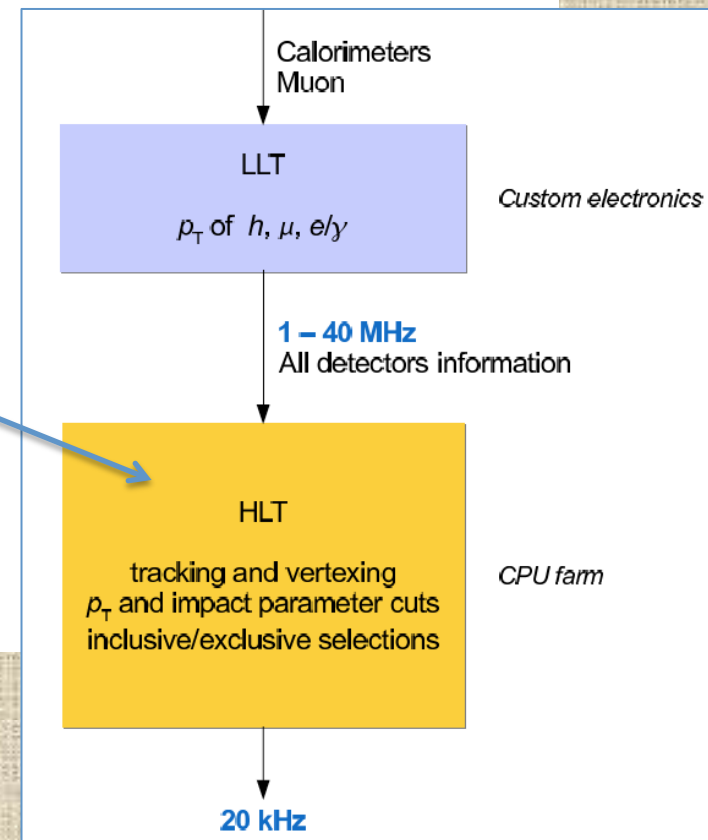 Calorimeters
Muon
LLT
pT of h, μ, e/γ
Custom electronics
1 – 40 MHz
All detectors information
HLT
tracking and vertexing
pT and impact parameter cuts
inclusive/exclusive selections
CPU farm
20 kHz